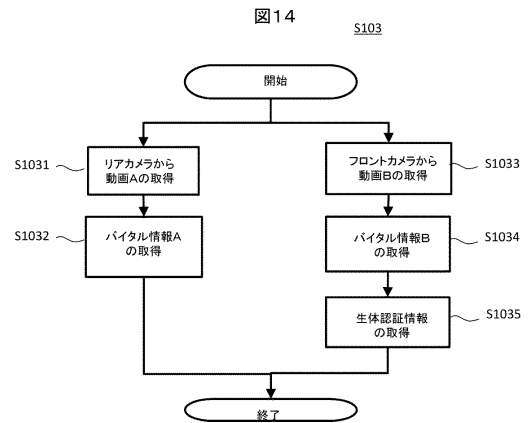 図14
S103
開始
S1031
リアカメラから
動画Aの取得
フロントカメラから
動画Bの取得
S1033
S1032
バイタル情報A
の取得
バイタル情報B
の取得
S1034
生体認証情報
の取得
S1035
終了